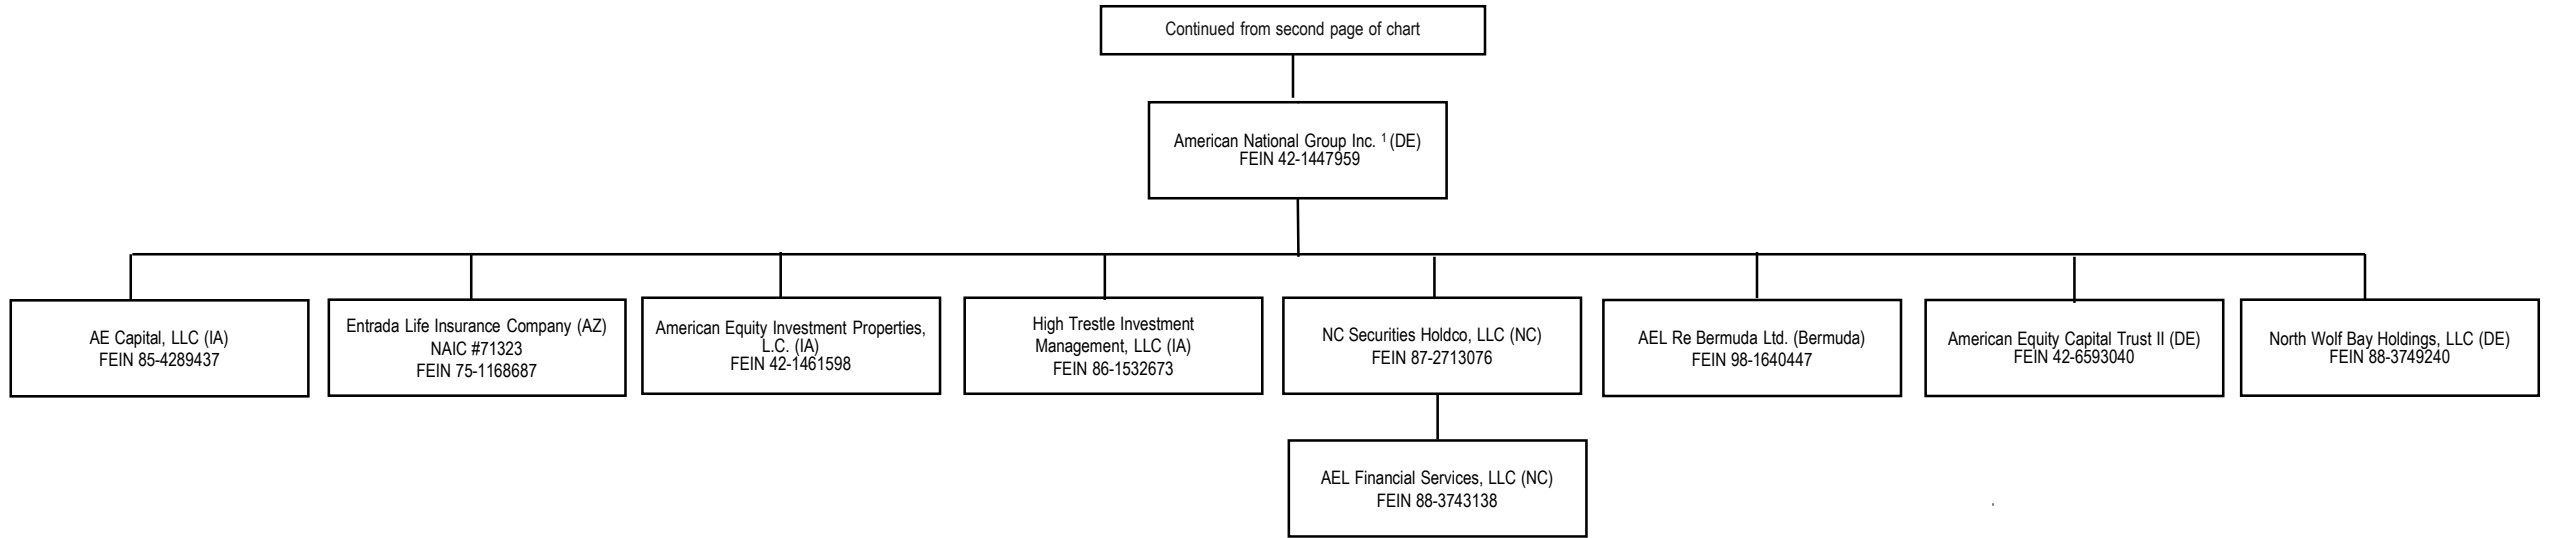 Continued from second page of chart
American National Group Inc. ¹ (DE)
FEIN 42-1447959
AE Capital, LLC (IA)
FEIN 85-4289437
Entrada Life Insurance Company (AZ)
NAIC #71323
FEIN 75-1168687
American Equity Investment Properties,
L.C. (IA)
FEIN 42-1461598
High Trestle Investment
Management, LLC (IA)
FEIN 86-1532673
NC Securities Holdco, LLC (NC)
FEIN 87-2713076
AEL Re Bermuda Ltd. (Bermuda)
FEIN 98-1640447
American Equity Capital Trust II (DE)
FEIN 42-6593040
North Wolf Bay Holdings, LLC (DE)
FEIN 88-3749240
AEL Financial Services, LLC (NC)
FEIN 88-3743138